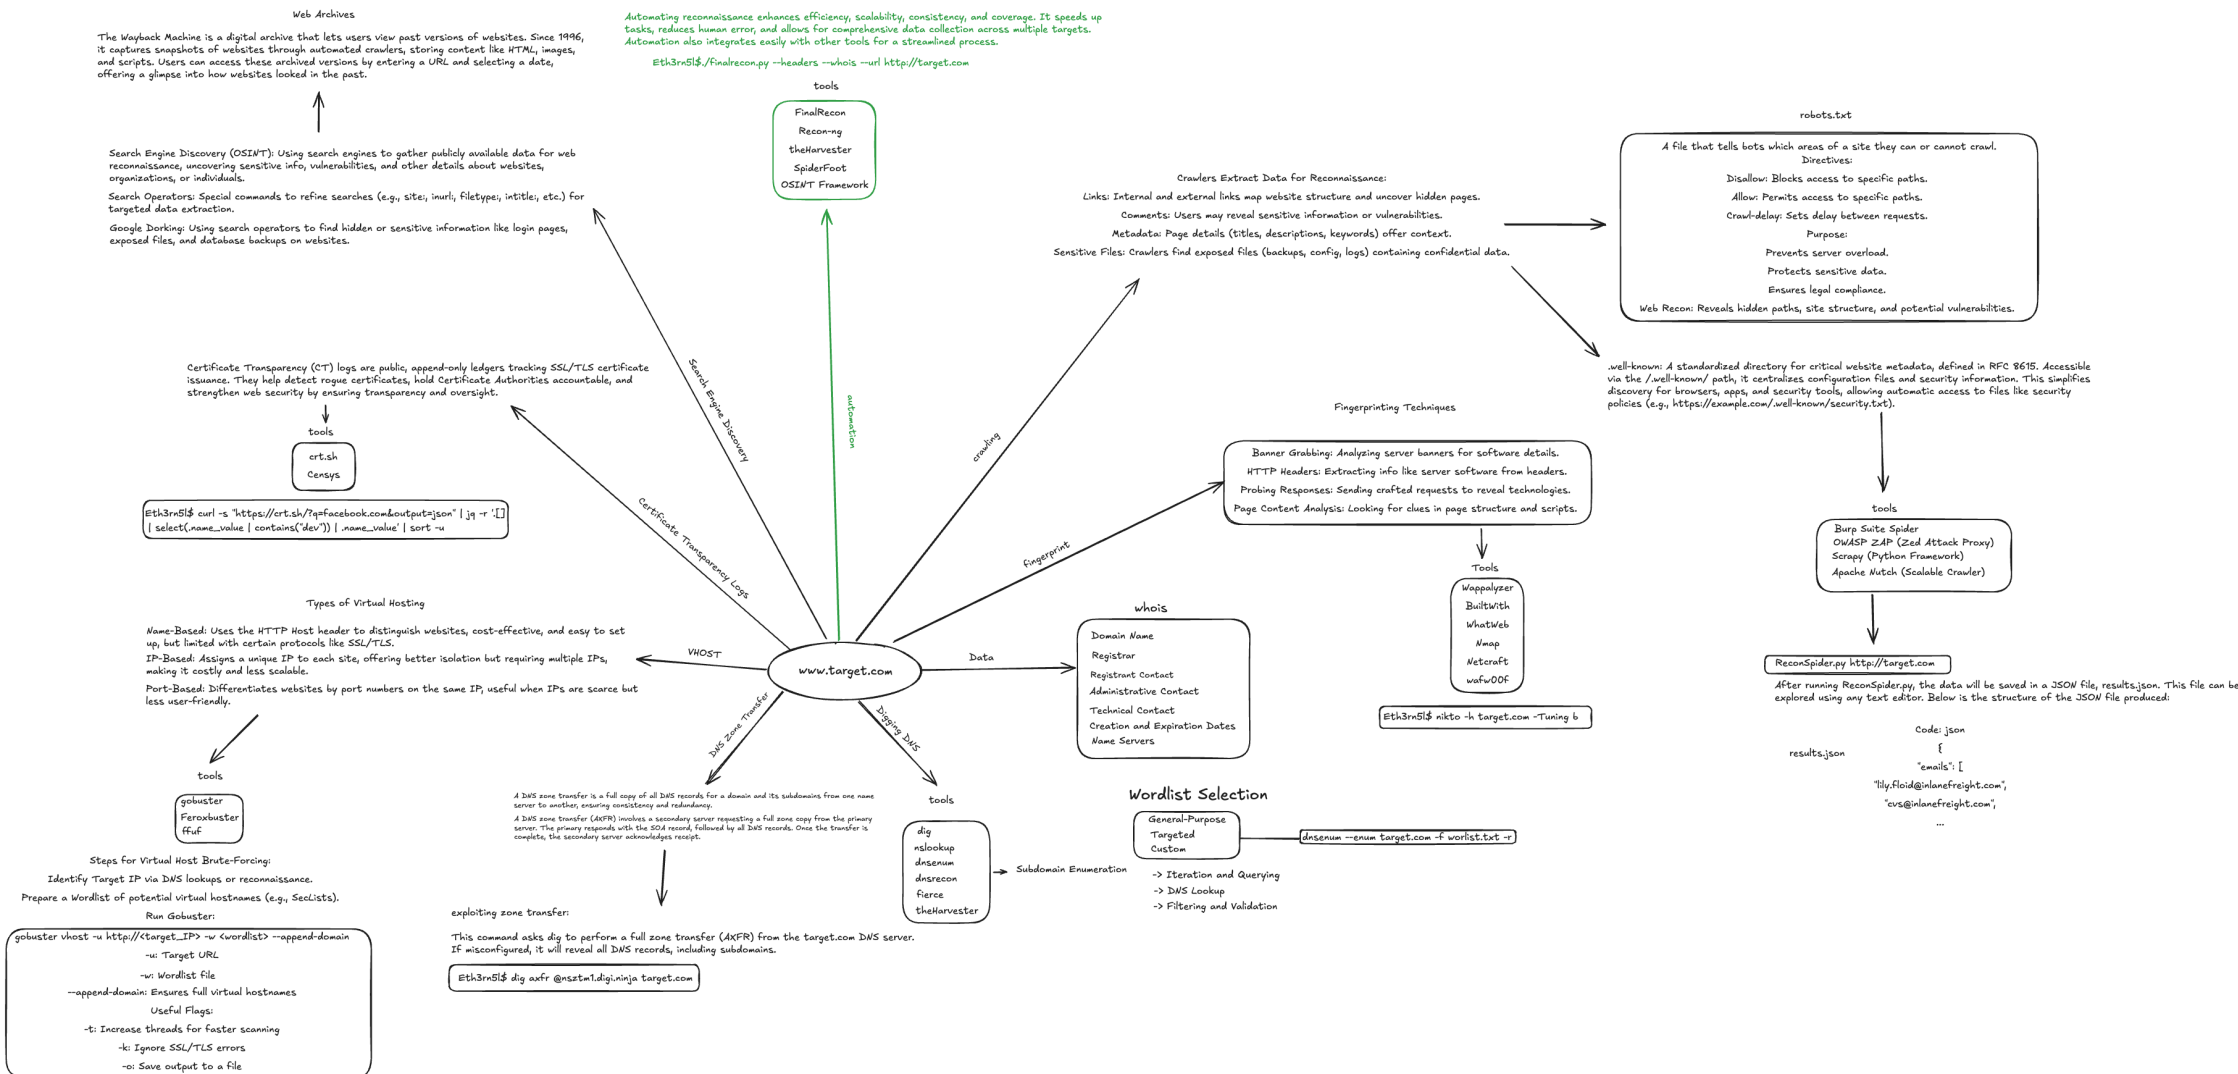 Web Archives
The Wayback Machine is a digital archive that lets users view past versions of websites. Since 1996,
it captures snapshots of websites through automated crawlers, storing content like HTML, images,
and scripts. Users can access these archived versions by entering a URL and selecting a date,
offering a glimpse into how websites looked in the past.
Search Engine Discovery (OSINT): Using search engines to gather publicly available data for web
reconnaissance, uncovering sensitive info, vulnerabilities, and other details about websites,
organizations, or individuals.
Search Operators: Special commands to refine searches (e.g., site:, inurl:, filetype:, intitle:, etc.) for
targeted data extraction.
Google Dorking: Using search operators to find hidden or sensitive information like login pages,
exposed files, and database backups on websites.
Search Engine Discovery
Automating reconnaissance enhances efficiency, scalability, consistency, and coverage. It speeds up
tasks, reduces human error, and allows for comprehensive data collection across multiple targets.
Automation also integrates easily with other tools for a streamlined process.
Eth3rn5l$./finalrecon.py --headers --whois --url http://target.com
tools
FinalRecon
Recon-ng
theHarvester
SpiderFoot
OSINT Framework
automation
Crawlers Extract Data for Reconnaissance:
Links: Internal and external links map website structure and uncover hidden pages.
Comments: Users may reveal sensitive information or vulnerabilities.
Metadata: Page details (titles, descriptions, keywords) offer context.
Sensitive Files: Crawlers find exposed files (backups, config, logs) containing confidential data.
crawling
robots.txt
A file that tells bots which areas of a site they can or cannot crawl.
Directives:
Disallow: Blocks access to specific paths.
Allow: Permits access to specific paths.
Crawl-delay: Sets delay between requests.
Purpose:
Prevents server overload.
Protects sensitive data.
Ensures legal compliance.
Web Recon: Reveals hidden paths, site structure, and potential vulnerabilities.
.well-known: A standardized directory for critical website metadata, defined in RFC 8615. Accessible
via the /.well-known/ path, it centralizes configuration files and security information. This simplifies
discovery for browsers, apps, and security tools, allowing automatic access to files like security
policies (e.g., https://example.com/.well-known/security.txt).
tools
Burp Suite Spider
OWASP ZAP (Zed Attack Proxy)
Scrapy (Python Framework)
Apache Nutch (Scalable Crawler)
ReconSpider.py http://target.com
After running ReconSpider.py, the data will be saved in a JSON file, results.json. This file can be
explored using any text editor. Below is the structure of the JSON file produced:
Code: json
results.json
{
"emails": [
"lily.floid@inlanefreight.com",
"cvs@inlanefreight.com",
...
Certificate Transparency (CT) logs are public, append-only ledgers tracking SSL/TLS certificate
issuance. They help detect rogue certificates, hold Certificate Authorities accountable, and
strengthen web security by ensuring transparency and oversight.
tools
crt.sh
Censys
Eth3rn5l$ curl -s "https://crt.sh/?q=facebook.com&output=json" | jq -r '.[]
| select(.name_value | contains("dev")) | .name_value' | sort -u
Certificate Transparency Logs
Fingerprinting Techniques
Banner Grabbing: Analyzing server banners for software details.
HTTP Headers: Extracting info like server software from headers.
Probing Responses: Sending crafted requests to reveal technologies.
Page Content Analysis: Looking for clues in page structure and scripts.
fingerprint
Tools
Wappalyzer
BuiltWith
WhatWeb
Nmap
Netcraft
wafw00f
Eth3rn5l$ nikto -h target.com -Tuning b
www.target.com
Data
whois
Domain Name
Registrar
Registrant Contact
Administrative Contact
Technical Contact
Creation and Expiration Dates
Name Servers
VHOST
Types of Virtual Hosting
Name-Based: Uses the HTTP Host header to distinguish websites, cost-effective, and easy to set
up, but limited with certain protocols like SSL/TLS.
IP-Based: Assigns a unique IP to each site, offering better isolation but requiring multiple IPs,
making it costly and less scalable.
Port-Based: Differentiates websites by port numbers on the same IP, useful when IPs are scarce but
less user-friendly.
tools
gobuster
Feroxbuster
ffuf
Steps for Virtual Host Brute-Forcing:
Identify Target IP via DNS lookups or reconnaissance.
Prepare a Wordlist of potential virtual hostnames (e.g., SecLists).
Run Gobuster:
gobuster vhost -u http://<target_IP> -w <wordlist> --append-domain
-u: Target URL
-w: Wordlist file
--append-domain: Ensures full virtual hostnames
Useful Flags:
-t: Increase threads for faster scanning
-k: Ignore SSL/TLS errors
-o: Save output to a file
DNS Zone Transfer
A DNS zone transfer is a full copy of all DNS records for a domain and its subdomains from one name
server to another, ensuring consistency and redundancy.
A DNS zone transfer (AXFR) involves a secondary server requesting a full zone copy from the primary
server. The primary responds with the SOA record, followed by all DNS records. Once the transfer is
complete, the secondary server acknowledges receipt.
exploiting zone transfer:
This command asks dig to perform a full zone transfer (AXFR) from the target.com DNS server.
If misconfigured, it will reveal all DNS records, including subdomains.
Eth3rn5l$ dig axfr @nsztm1.digi.ninja target.com
Digging DNS
tools
dig
nslookup
dnsenum
dnsrecon
fierce
theHarvester
Subdomain Enumeration
Wordlist Selection
General-Purpose
Targeted
Custom
dnsenum --enum target.com -f worlist.txt -r
-> Iteration and Querying
-> DNS Lookup
-> Filtering and Validation